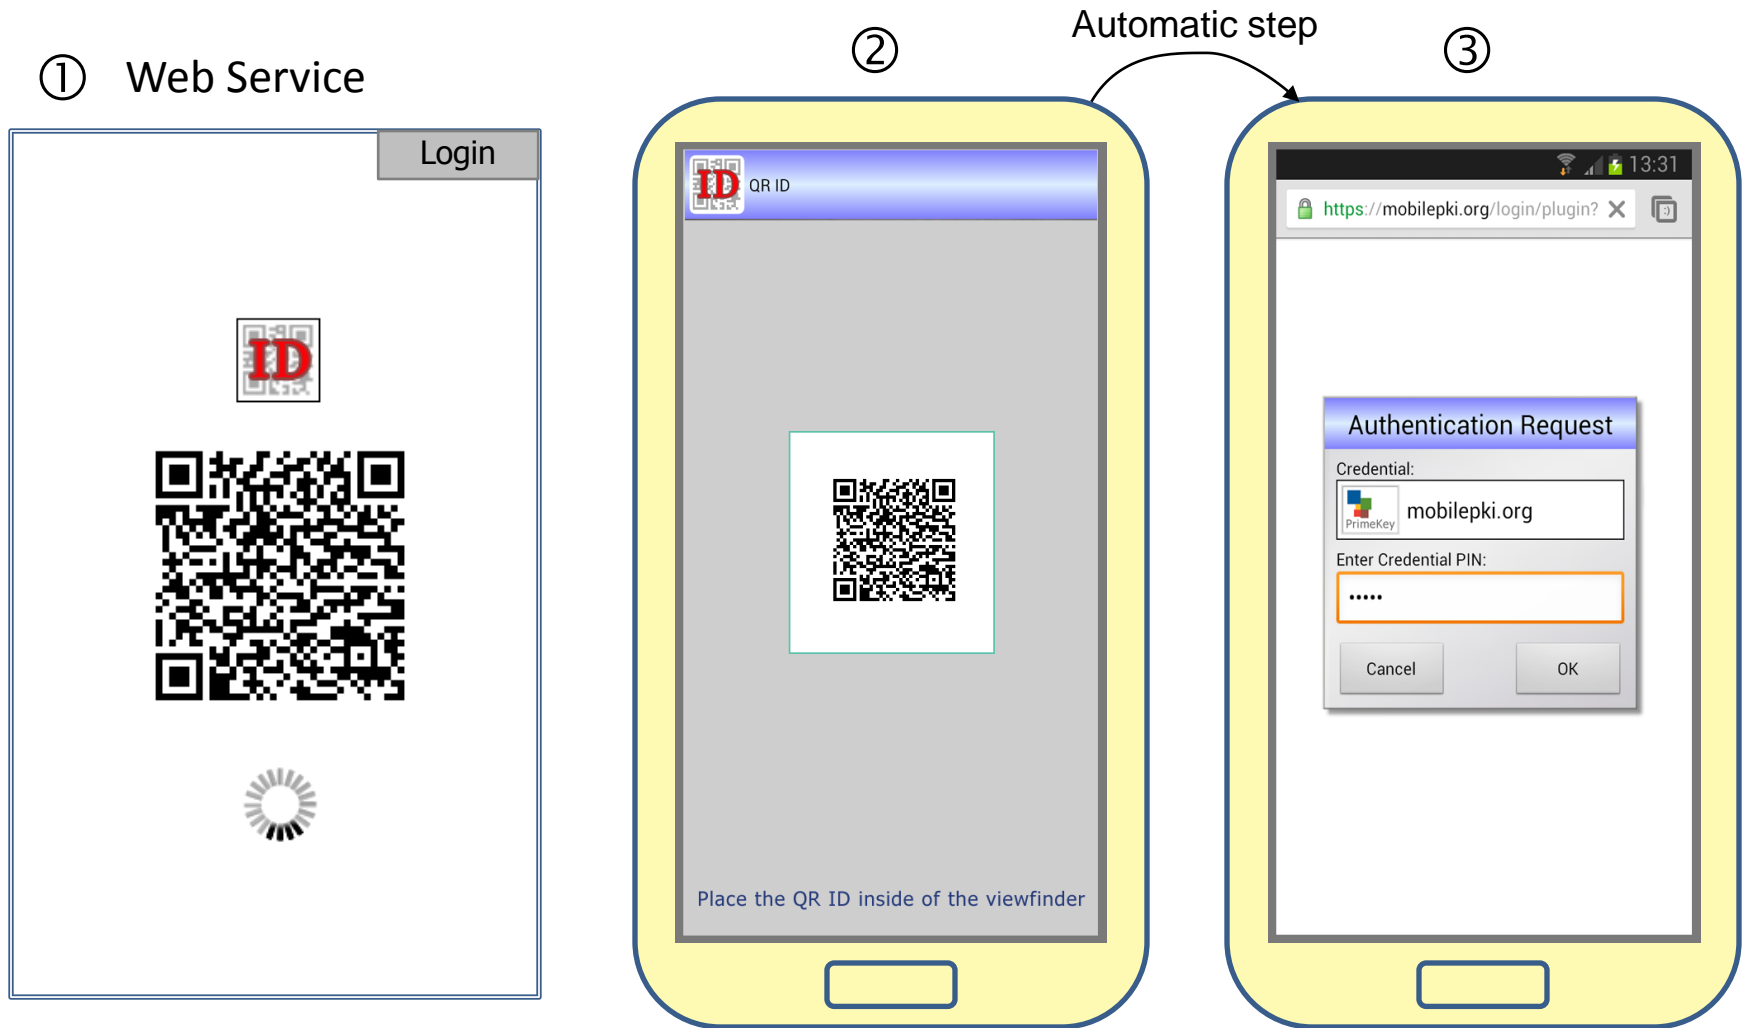 ① Web Service
Login
ID
②
ID QR ID
Place the QR ID inside of the viewfinder
Automatic step
③
13:31
https://mobilepki.org/login/plugin?
Authentication Request
Credential:
PrimeKey mobilepki.org
Enter Credential PIN:
•••••
Cancel OK